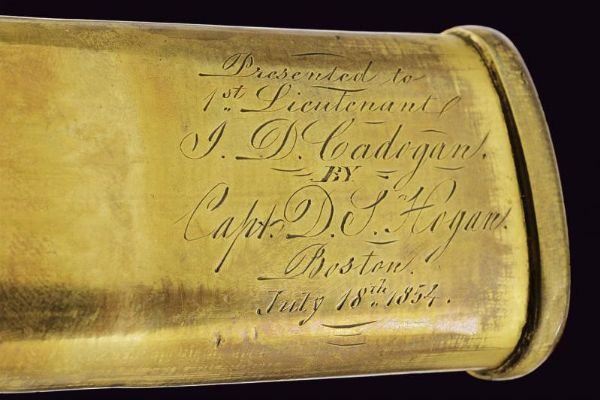 Presented to
1st Lieutenant
J. D. Cadogan.
BY
Capt. D. S. Hogan.
Boston.
July 18th 1854.